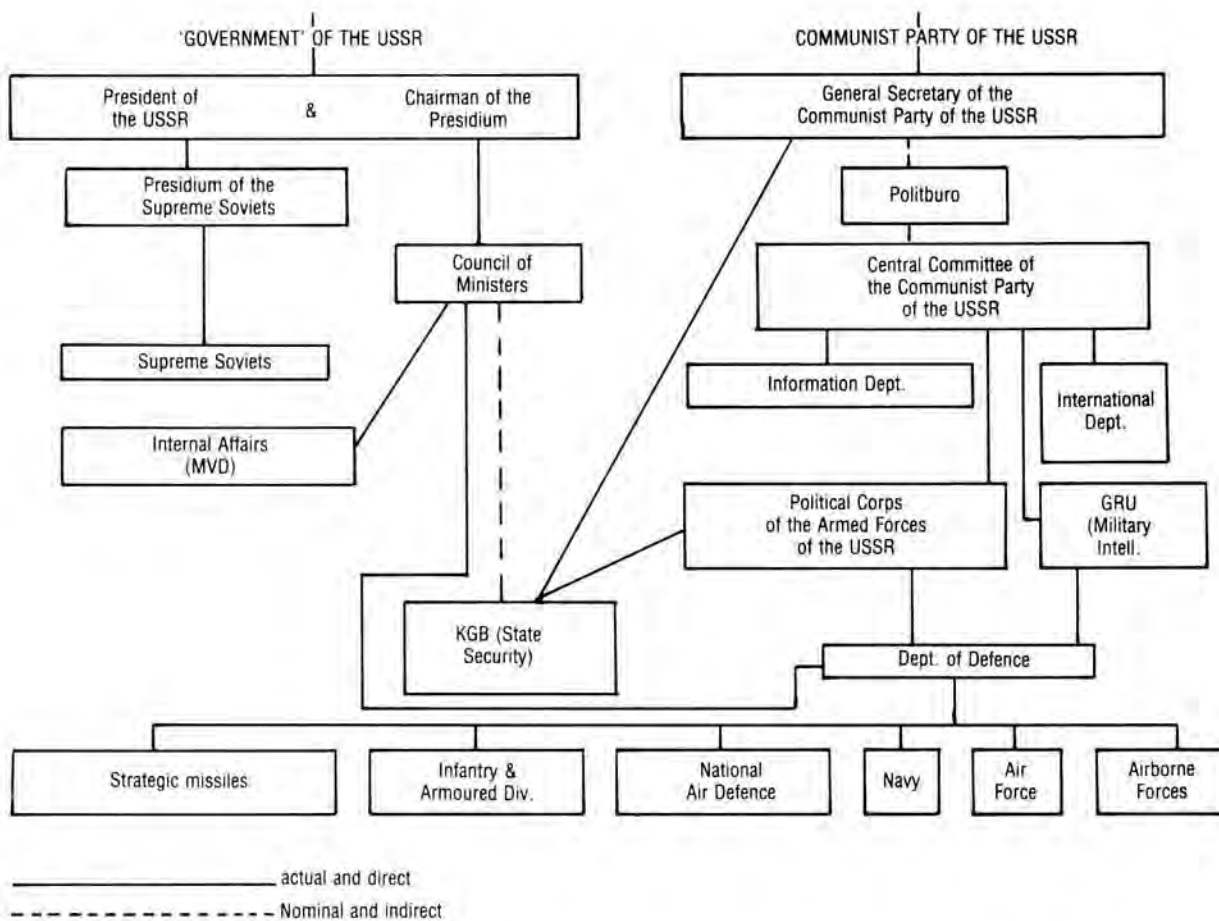 'GOVERNMENT' OF THE USSR
COMMUNIST PARTY OF THE USSR
President of
the USSR
&
Chairman of the
Presidium
General Secretary of the
Communist Party of the USSR
Presidium of the
Supreme Soviets
Politburo
Council of
Ministers
Central Committee of
the Communist Party
of the USSR
Supreme Soviets
Information Dept.
International
Dept.
Internal Affairs
(MVD)
Political Corps
of the Armed Forces
of the USSR
GRU
(Military
Intell.
KGB (State
Security)
Dept. of Defence
Strategic missiles
Infantry &
Armoured Div.
National
Air Defence
Navy
Air
Force
Airborne
Forces
actual and direct
Nominal and indirect